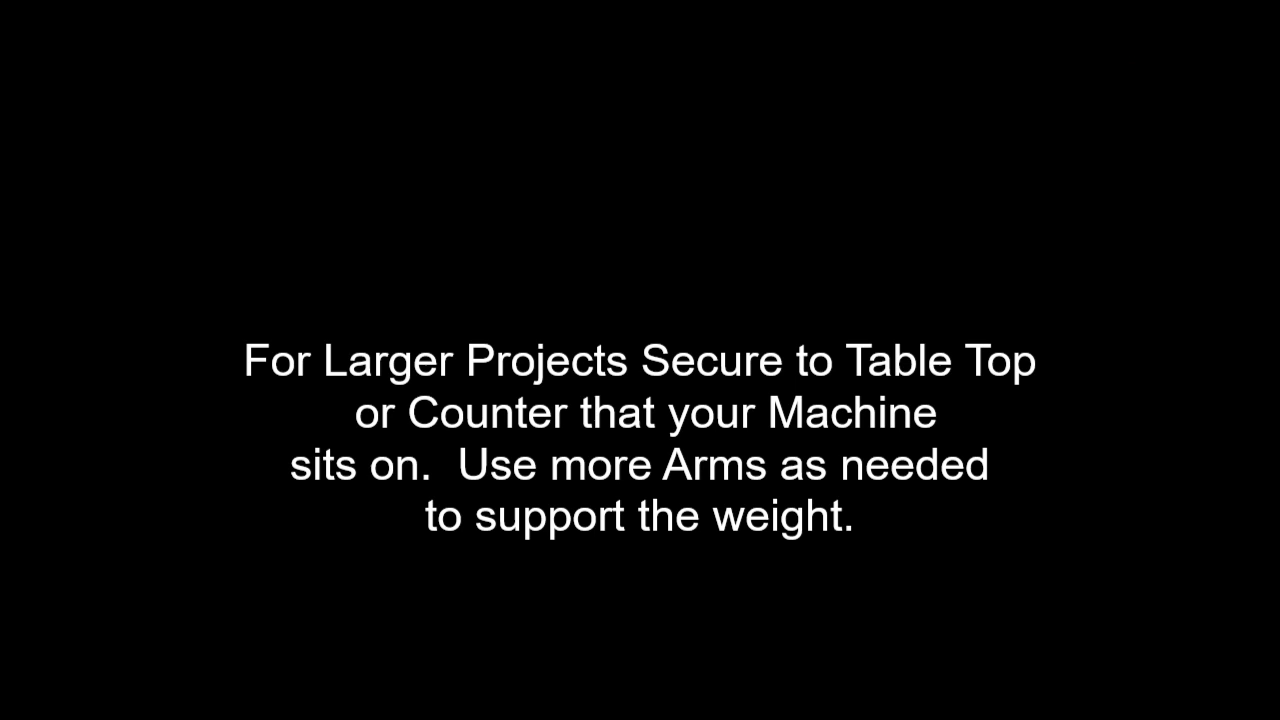 For Larger Projects Secure to Table Top
or Counter that your Machine
sits on.  Use more Arms as needed
to support the weight.